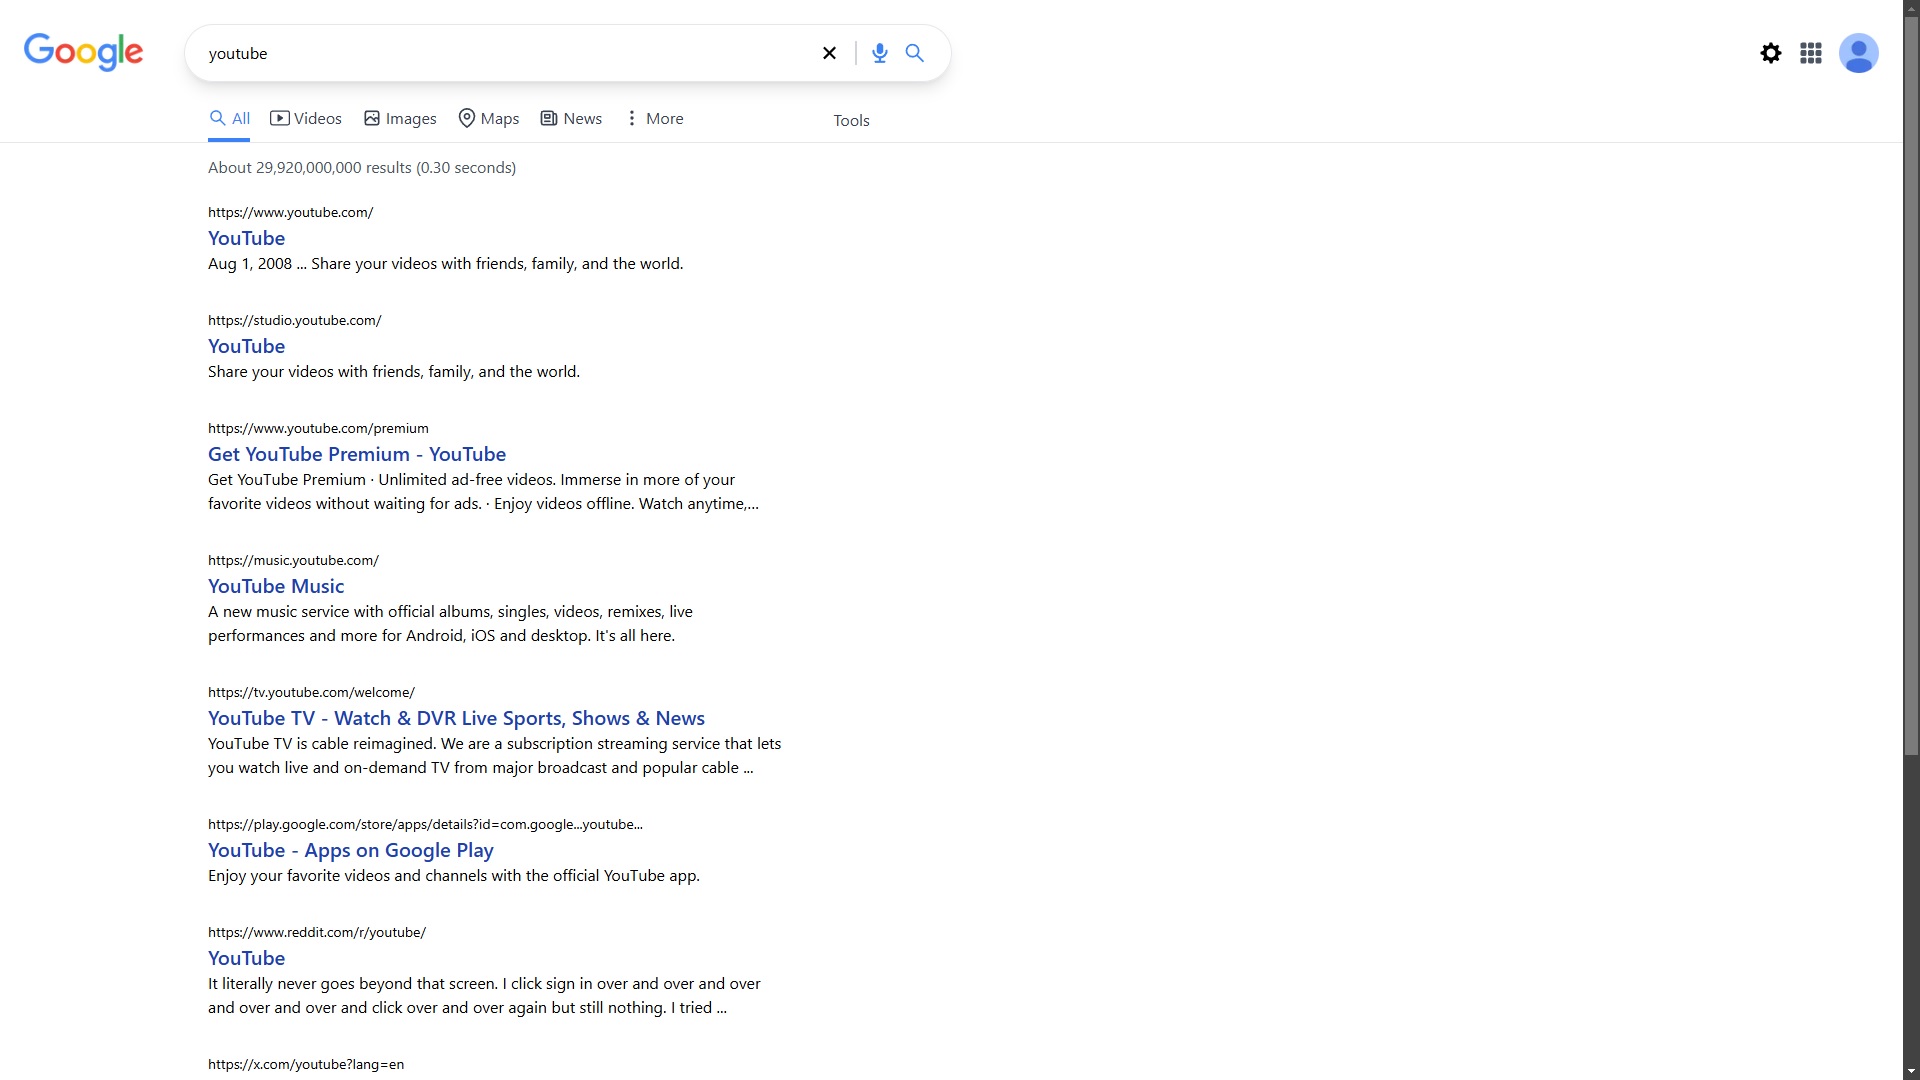 Google
youtube
All
Videos
Images
Maps
News
More
Tools
About 29,920,000,000 results (0.30 seconds)
https://www.youtube.com/
YouTube
Aug 1, 2008 ... Share your videos with friends, family, and the world.
https://studio.youtube.com/
YouTube
Share your videos with friends, family, and the world.
https://www.youtube.com/premium
Get YouTube Premium - YouTube
Get YouTube Premium · Unlimited ad-free videos. Immerse in more of your
favorite videos without waiting for ads. · Enjoy videos offline. Watch anytime,...
https://music.youtube.com/
YouTube Music
A new music service with official albums, singles, videos, remixes, live
performances and more for Android, iOS and desktop. It's all here.
https://tv.youtube.com/welcome/
YouTube TV - Watch & DVR Live Sports, Shows & News
YouTube TV is cable reimagined. We are a subscription streaming service that lets
you watch live and on-demand TV from major broadcast and popular cable ...
https://play.google.com/store/apps/details?id=com.google...youtube...
YouTube - Apps on Google Play
Enjoy your favorite videos and channels with the official YouTube app.
https://www.reddit.com/r/youtube/
YouTube
It literally never goes beyond that screen. I click sign in over and over and over
and over and over and click over and over again but still nothing. I tried ...
https://x.com/youtube?lang=en